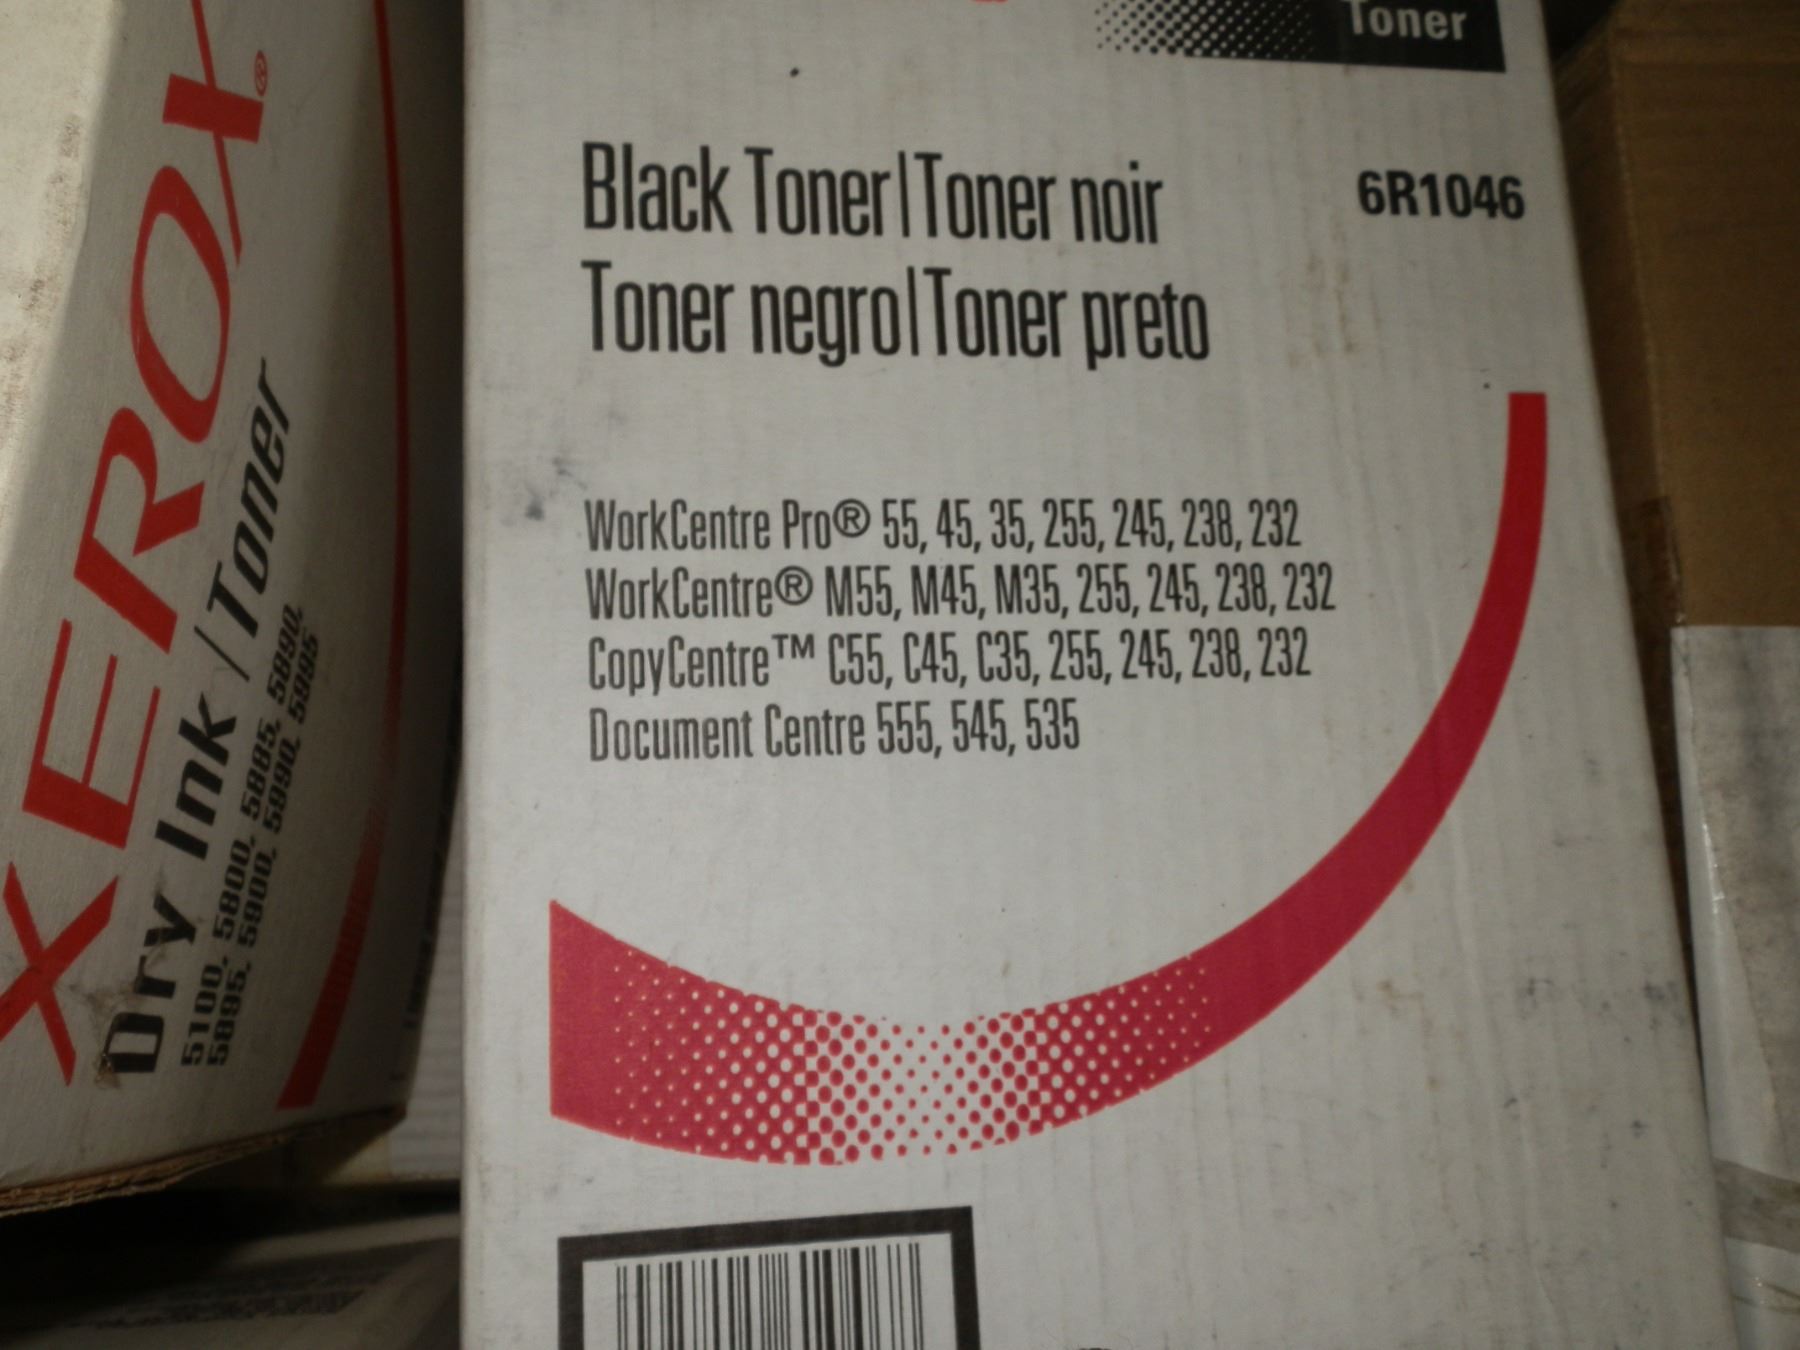 Toner
Black Toner | Toner noir
6R1046
Toner negro | Toner preto
WorkCentre Pro® 55, 45, 35, 255, 245, 238, 232
WorkCentre® M55, M45, M35, 255, 245, 238, 232
CopyCentre™ C55, C45, C35, 255, 245, 238, 232
Document Centre 555, 545, 535
XEROX®
Dry Ink / Toner
5100, 5800, 5885, 5890,
5895, 5900, 5990, 5995